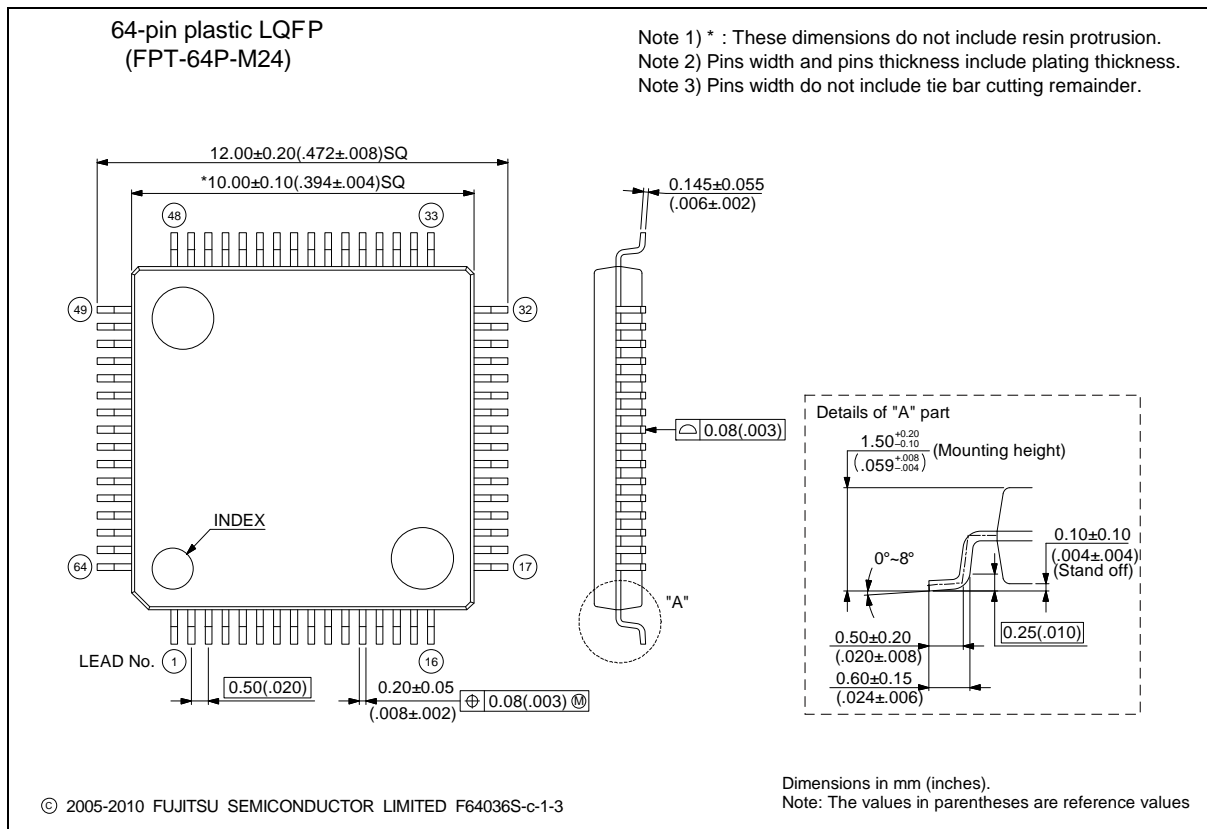 64-pin plastic LQFP
(FPT-64P-M24)
Note 1) * : These dimensions do not include resin protrusion.
Note 2) Pins width and pins thickness include plating thickness.
Note 3) Pins width do not include tie bar cutting remainder.
12.00±0.20(.472±.008)SQ
*10.00±0.10(.394±.004)SQ
48
33
49
32
64
17
INDEX
LEAD No.
1
16
0.50(.020)
0.20±0.05
(.008±.002)
⌖ 0.08(.003) Ⓜ
0.145±0.055
(.006±.002)
⌓ 0.08(.003)
"A"
Details of "A" part
1.50 +0.20 –0.10 (Mounting height)
(.059 +.008 –.004)
0°~8°
0.10±0.10
(.004±.004)
(Stand off)
0.25(.010)
0.50±0.20
(.020±.008)
0.60±0.15
(.024±.006)
© 2005-2010 FUJITSU SEMICONDUCTOR LIMITED F64036S-c-1-3
Dimensions in mm (inches).
Note: The values in parentheses are reference values